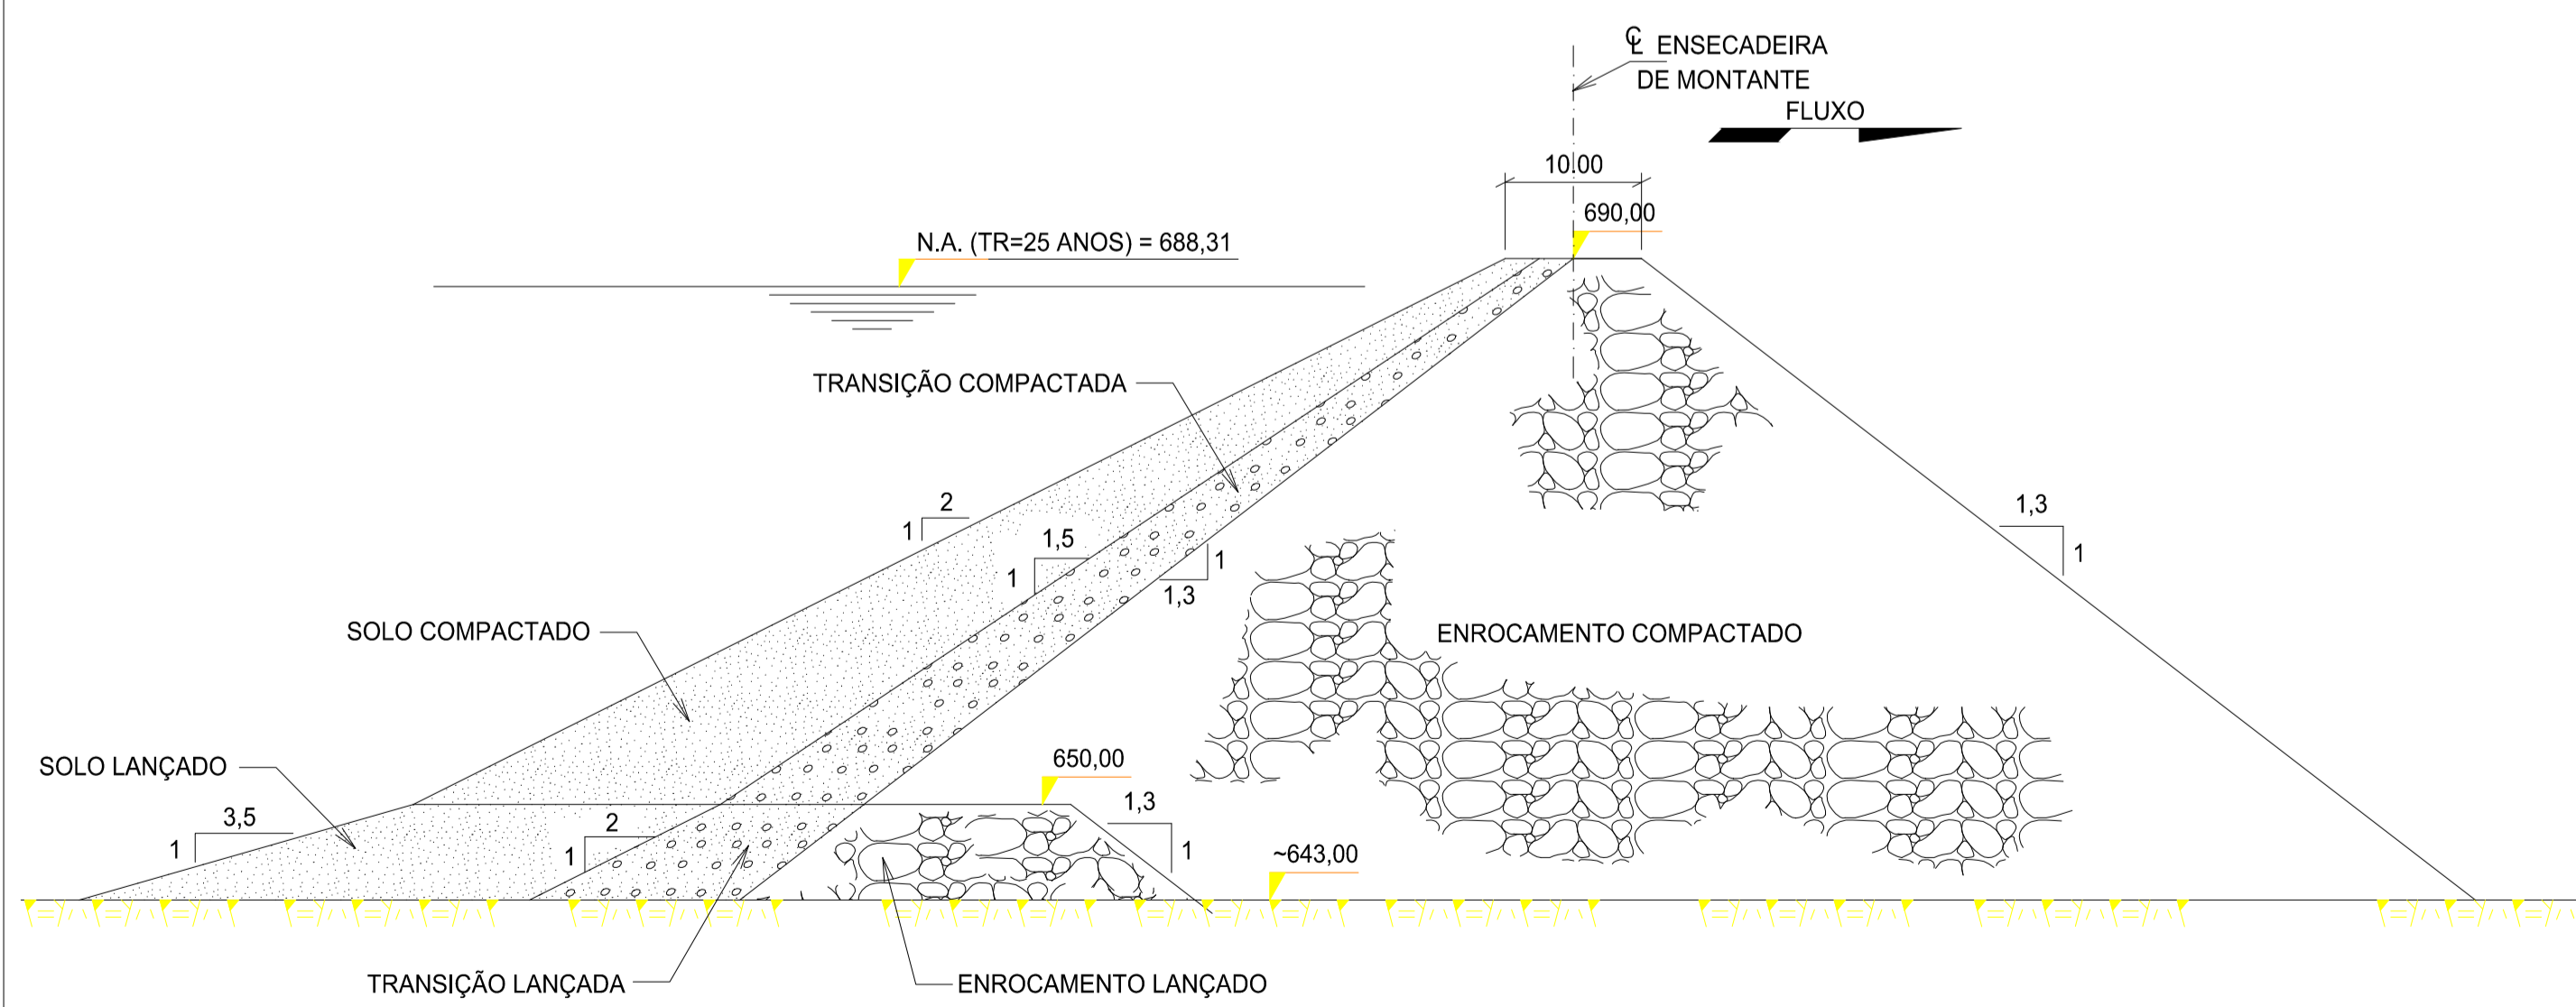 ℄ ENSECADEIRA
DE MONTANTE
FLUXO
10.00
690,00
N.A. (TR=25 ANOS) = 688,31
TRANSIÇÃO COMPACTADA
2
1
1,5
1
1
1,3
1,3
1
SOLO COMPACTADO
ENROCAMENTO COMPACTADO
SOLO LANÇADO
650,00
3,5
1
2
1
1,3
1
~643,00
TRANSIÇÃO LANÇADA
ENROCAMENTO LANÇADO